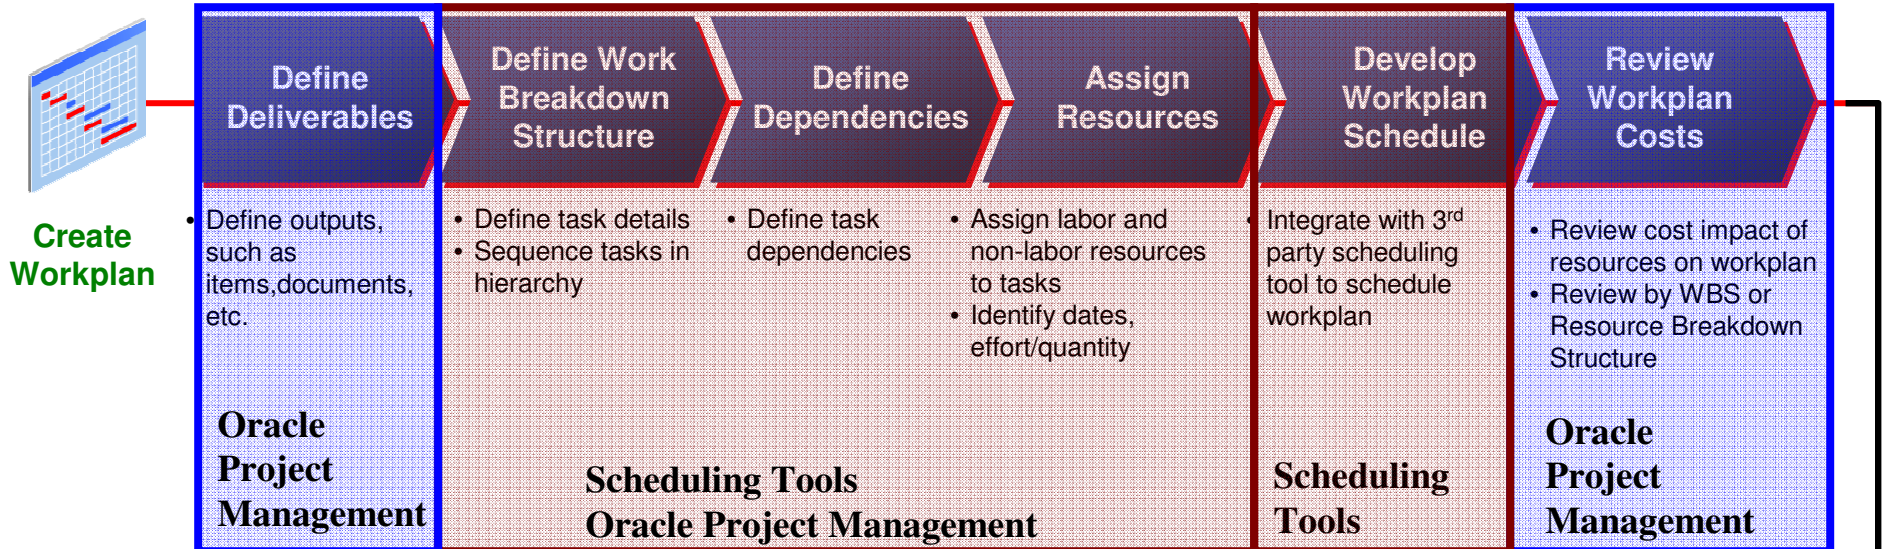 Create
Workplan
Define
Deliverables
Define Work
Breakdown
Structure
Define
Dependencies
Assign
Resources
Develop
Workplan
Schedule
Review
Workplan
Costs
• Define outputs,
such as
items,documents,
etc.
• Define task details
• Sequence tasks in
hierarchy
• Define task
dependencies
• Assign labor and
non-labor resources
to tasks
• Identify dates,
effort/quantity
• Integrate with 3rd
party scheduling
tool to schedule
workplan
• Review cost impact of
resources on workplan
• Review by WBS or
Resource Breakdown
Structure
Oracle
Project
Management
Scheduling Tools
Oracle Project Management
Scheduling
Tools
Oracle
Project
Management